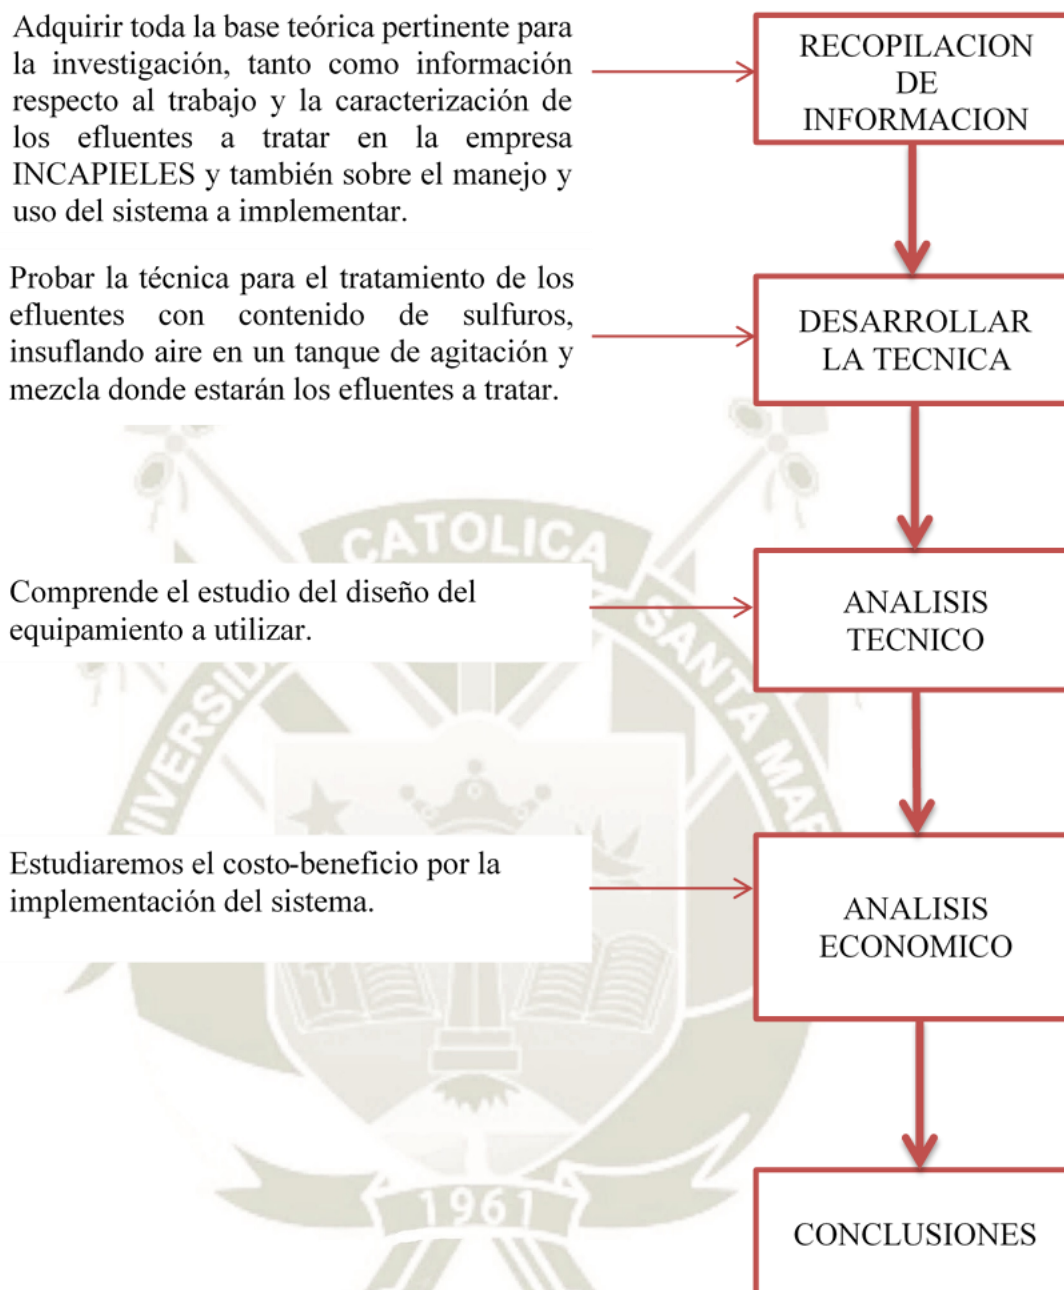 Adquirir toda la base teórica pertinente para
la investigación, tanto como información
respecto al trabajo y la caracterización de
los efluentes a tratar en la empresa
INCAPIELES y también sobre el manejo y
uso del sistema a implementar.
RECOPILACION
DE
INFORMACION
Probar la técnica para el tratamiento de los
efluentes con contenido de sulfuros,
insuflando aire en un tanque de agitación y
mezcla donde estarán los efluentes a tratar.
DESARROLLAR
LA TECNICA
CATOLICA
SANTA MAR
Comprende el estudio del diseño del
equipamiento a utilizar.
ANALISIS
TECNICO
Estudiaremos el costo-beneficio por la
implementación del sistema.
ANALISIS
ECONOMICO
1961
CONCLUSIONES